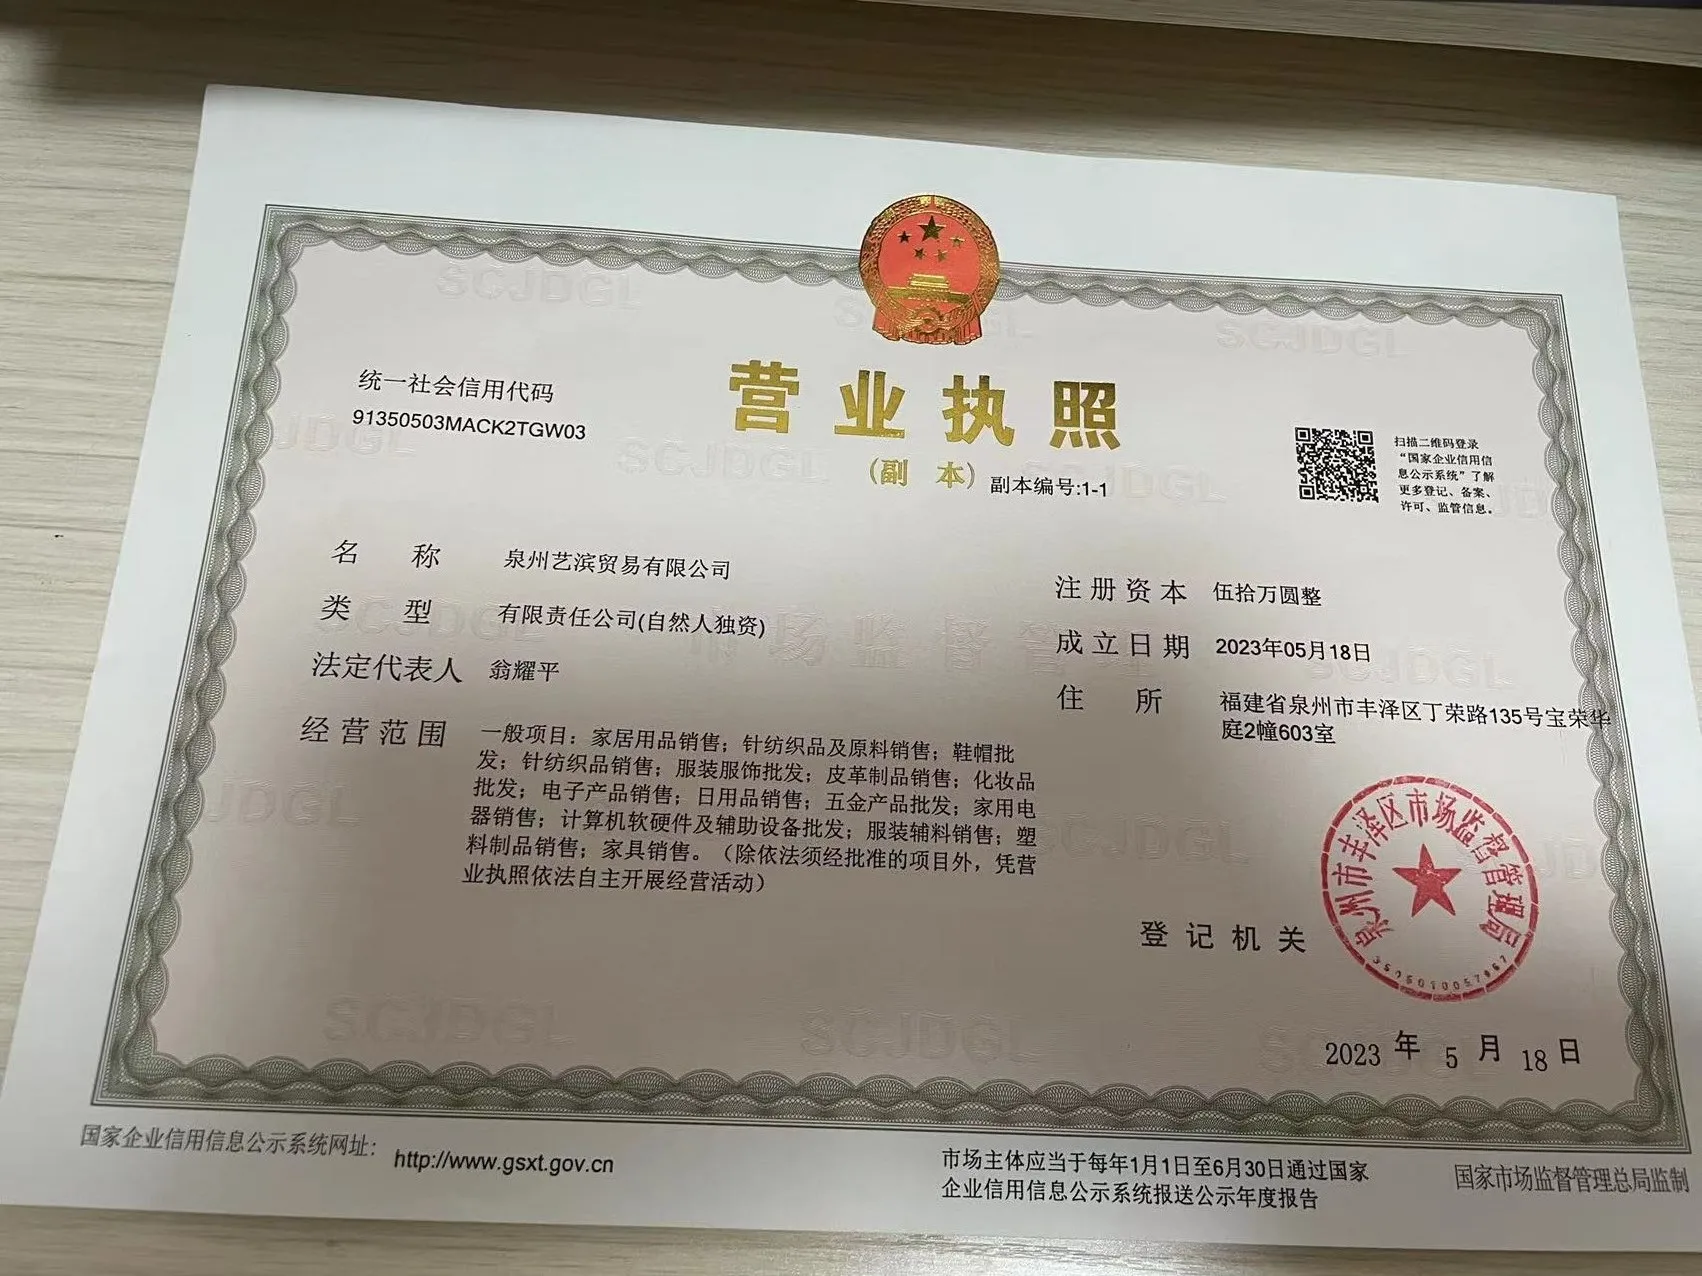 统一社会信用代码
91350503MACK2TGW03
营业执照
（副 本） 副本编号:1-1
扫描二维码登录
“国家企业信用信
息公示系统”了解
更多登记、备案、
许可、监管信息。
名 称 泉州艺滨贸易有限公司
类 型 有限责任公司(自然人独资)
法定代表人 翁耀平
经营范围 一般项目：家居用品销售；针纺织品及原料销售；鞋帽批
发；针纺织品销售；服装服饰批发；皮革制品销售；化妆品
批发；电子产品销售；日用品销售；五金产品批发；家用电
器销售；计算机软硬件及辅助设备批发；服装辅料销售；塑
料制品销售；家具销售。（除依法须经批准的项目外，凭营
业执照依法自主开展经营活动）
注册资本 伍拾万圆整
成立日期 2023年05月18日
住 所 福建省泉州市丰泽区丁荣路135号宝荣华
庭2幢603室
登记机关
泉州市丰泽区市场监督管理局
2023 年 5 月 18 日
国家企业信用信息公示系统网址： http://www.gsxt.gov.cn
市场主体应当于每年1月1日至6月30日通过国家
企业信用信息公示系统报送公示年度报告
国家市场监督管理总局监制
SCJDGL
市场监督管理